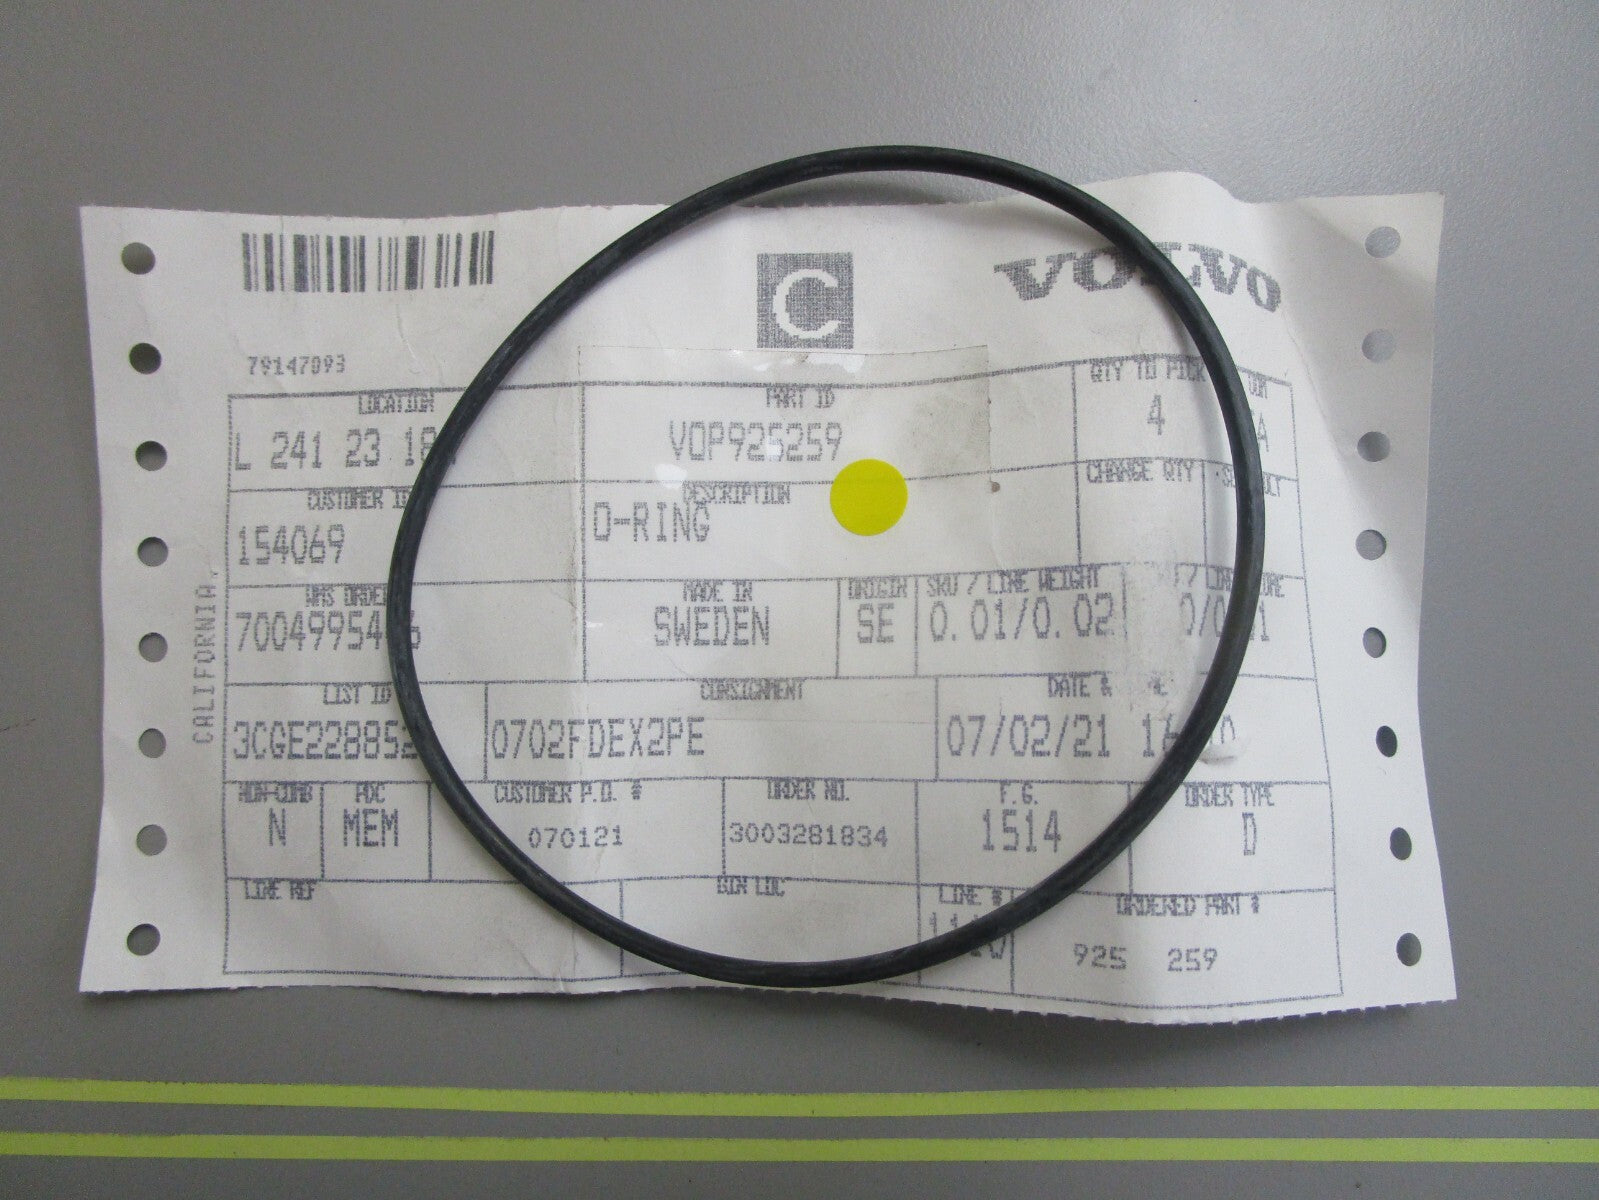 C
VOLVO
79147093
LOCATION PART ID QTY TO PICK
L 241 23 VOP925259 4
CUSTOMER DESCRIPTION CHANGE QTY
154069 O-RING
MADE IN ORIGIN SKU / LINE WEIGHT
SWEDEN SE 0.01/0.02
CALIFORNIA.
LIST ID CONSIGNMENT DATE &
0702FDEX2PE 07/02/21
NON-COMB PDC CUSTOMER P.O. # ORDER NO. F.G. ORDER TYPE
N MEM 070121 3003281834 1514 D
LINE REF BIN LOC LINE # ORDERED PART #
925 259